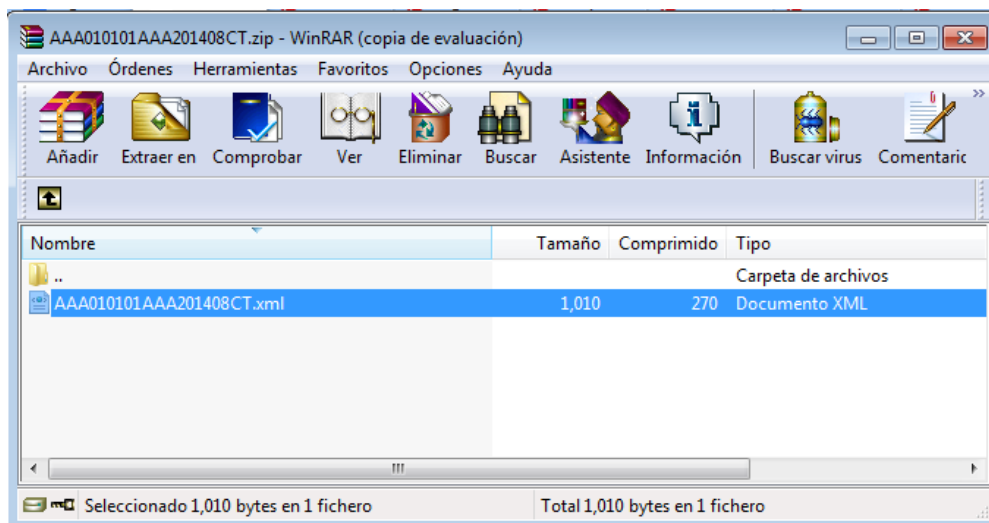 AAA010101AAA201408CT.zip - WinRAR (copia de evaluación)
Archivo Órdenes Herramientas Favoritos Opciones Ayuda
Añadir Extraer en Comprobar Ver Eliminar Buscar Asistente Información Buscar virus Comentaric
Nombre Tamaño Comprimido Tipo
.. Carpeta de archivos
AAA010101AAA201408CT.xml 1,010 270 Documento XML
Seleccionado 1,010 bytes en 1 fichero Total 1,010 bytes en 1 fichero